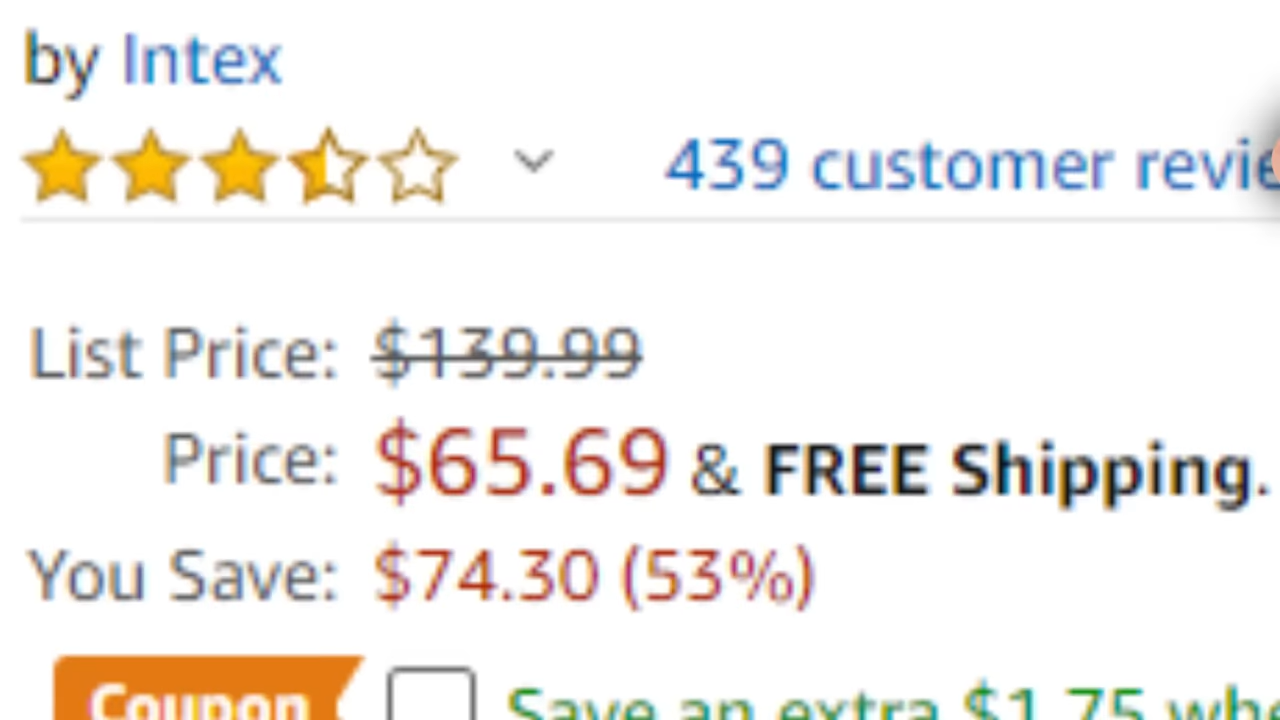 by Intex
439 customer
List Price: $139.99
Price: $65.69 & FREE Shipping.
You Save: $74.30 (53%)
Coupon Save an extra $1.75